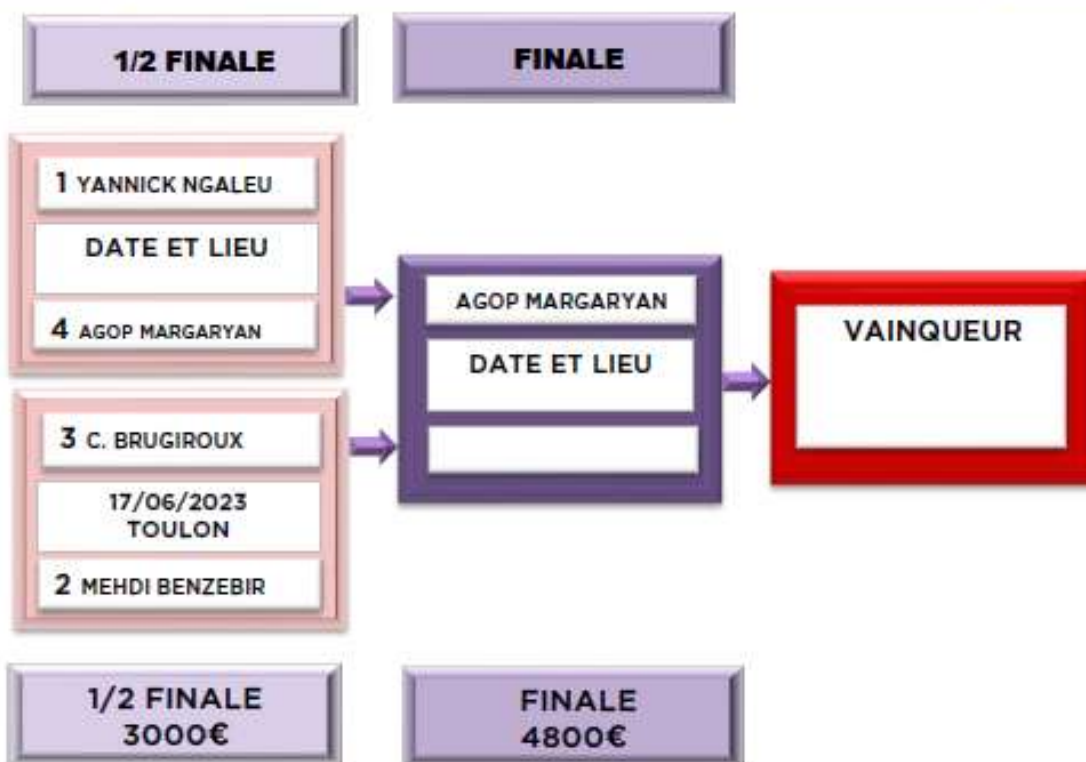 1/2 FINALE
FINALE
1 YANNICK NGALEU
DATE ET LIEU
4 AGOP MARGARYAN
3 C. BRUGIROUX
17/06/2023
TOULON
2 MEHDI BENZEBIR
AGOP MARGARYAN
DATE ET LIEU
VAINQUEUR
1/2 FINALE
3000€
FINALE
4800€